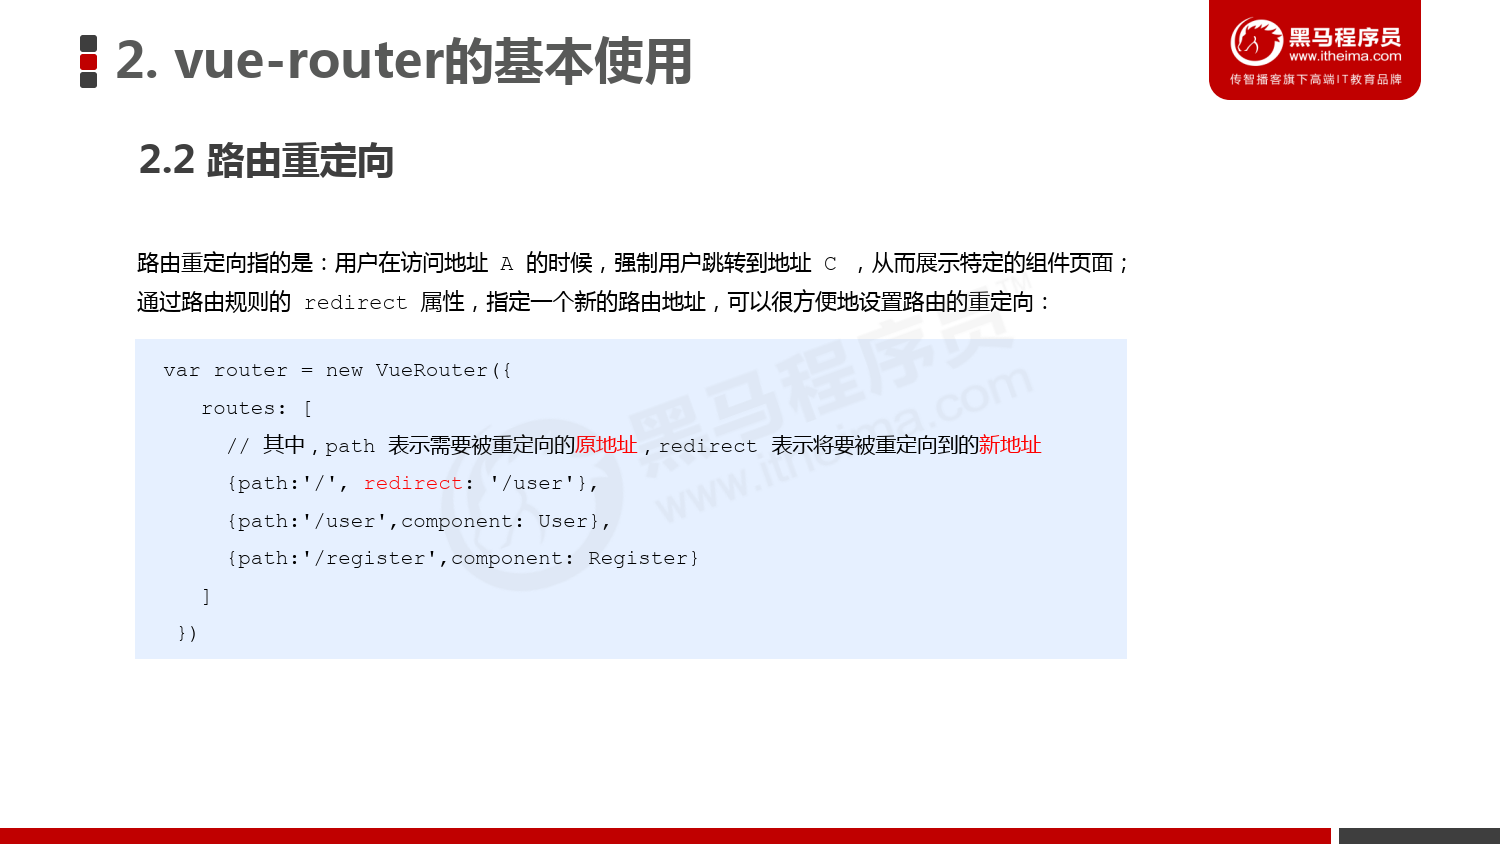 2. vue-router的基本使用
黑马程序员
www.itheima.com
传智播客旗下高端IT教育品牌
2.2 路由重定向
路由重定向指的是：用户在访问地址 A 的时候，强制用户跳转到地址 C ，从而展示特定的组件页面；
通过路由规则的 redirect 属性，指定一个新的路由地址，可以很方便地设置路由的重定向：
var router = new VueRouter({
routes: [
// 其中，path 表示需要被重定向的原地址，redirect 表示将要被重定向到的新地址
{path:'/', redirect: '/user'},
{path:'/user',component: User},
{path:'/register',component: Register}
]
})
黑马程序员™
www.itheima.com